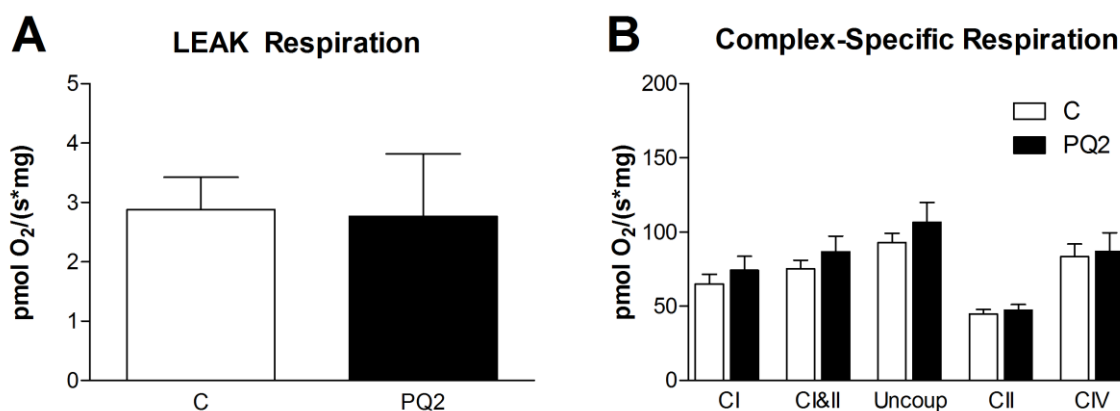 A
LEAK Respiration
pmol O₂/(s*mg)
5
4
3
2
1
0
C
PQ2
B
Complex-Specific Respiration
pmol O₂/(s*mg)
200
150
100
50
0
C
PQ2
CI
CI&II
Uncoup
CII
CIV